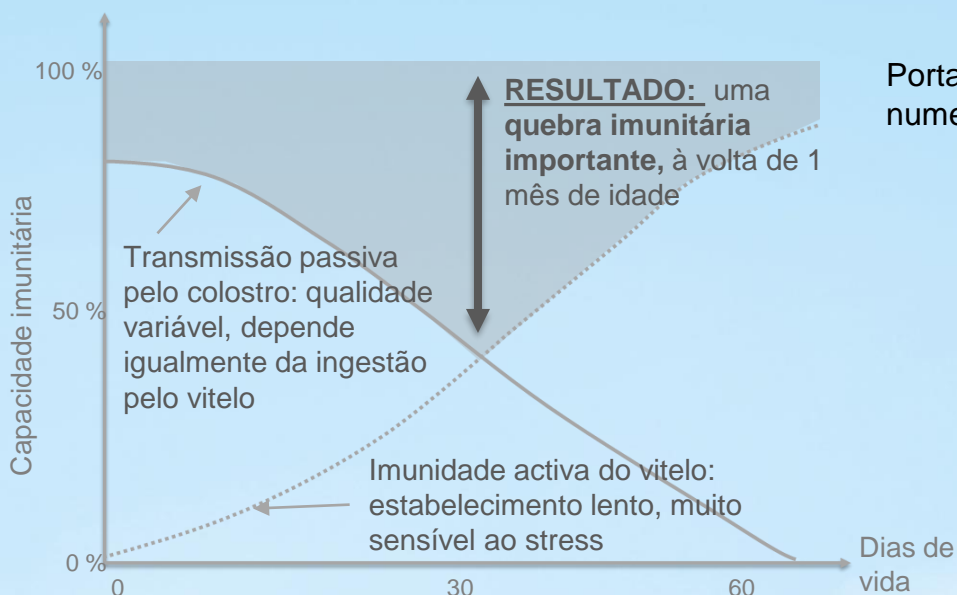 100 %
RESULTADO: uma
quebra imunitária
importante, à volta de 1
mês de idade
Capacidade imunitária
Transmissão passiva
pelo colostro: qualidade
variável, depende
igualmente da ingestão
pelo vitelo
50 %
Imunidade activa do vitelo:
estabelecimento lento, muito
sensível ao stress
0 %
0
30
60
Dias de
vida
Porta
nume